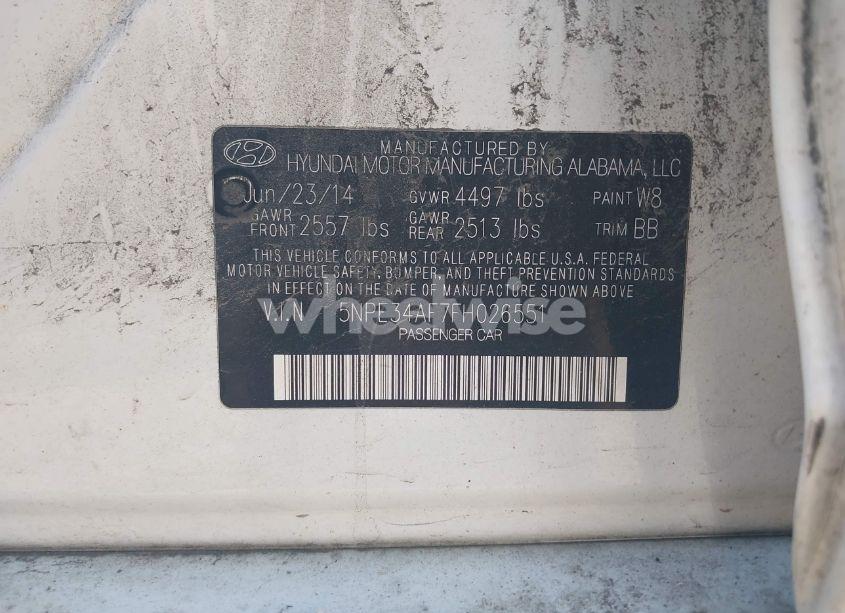 MANUFACTURED BY
HYUNDAI MOTOR MANUFACTURING ALABAMA, LLC
Jun/23/14 GVWR 4497 lbs PAINT W8
GAWR FRONT 2557 lbs GAWR REAR 2513 lbs TRIM BB
THIS VEHICLE CONFORMS TO ALL APPLICABLE U.S.A. FEDERAL
MOTOR VEHICLE SAFETY, BUMPER, AND THEFT PREVENTION STANDARDS
IN EFFECT ON THE DATE OF MANUFACTURE SHOWN ABOVE.
wheelwise
V.I.N 5NPE34AF7FH026551
PASSENGER CAR